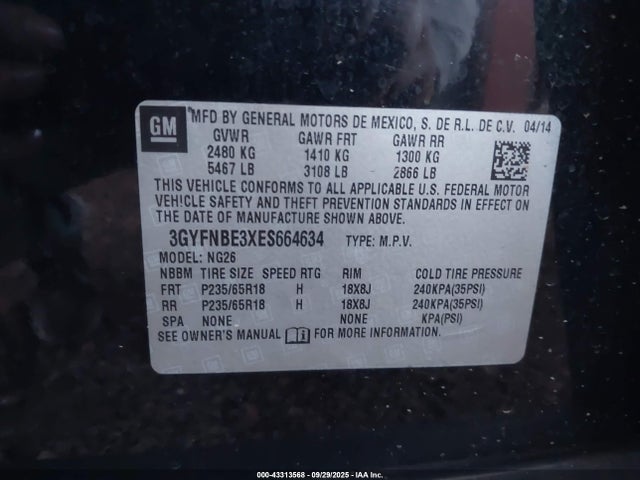 GM
MFD BY GENERAL MOTORS DE MEXICO, S. DE R.L. DE C.V. 04/14
GVWR GAWR FRT GAWR RR
2480 KG 1410 KG 1300 KG
5467 LB 3108 LB 2866 LB
THIS VEHICLE CONFORMS TO ALL APPLICABLE U.S. FEDERAL MOTOR
VEHICLE SAFETY AND THEFT PREVENTION STANDARDS IN EFFECT ON
DATE OF MANUFACTURE SHOWN ABOVE.
3GYFNBE3XES664634 TYPE: M.P.V.
MODEL: NG26
NBBM TIRE SIZE SPEED RTG RIM COLD TIRE PRESSURE
FRT P235/65R18 H 18X8J 240KPA(35PSI)
RR P235/65R18 H 18X8J 240KPA(35PSI)
SPA NONE NONE KPA(PSI)
SEE OWNER'S MANUAL FOR MORE INFORMATION.
000-43313568 - 09/29/2025 - IAA Inc.